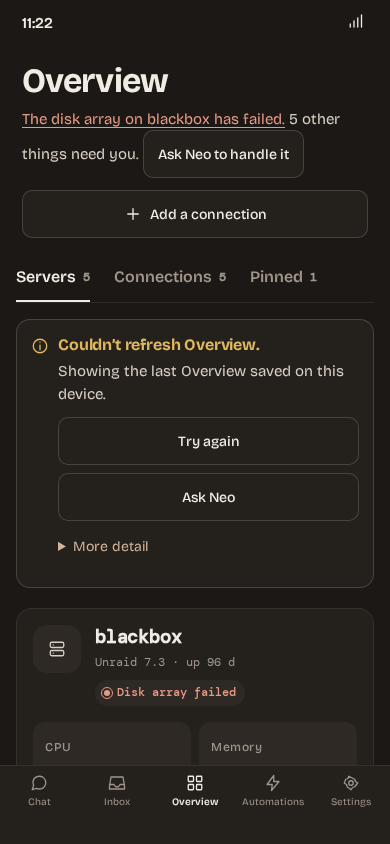 11:22
Overview
The disk array on blackbox has failed. 5 other
things need you. Ask Neo to handle it
Add a connection
Servers 5 Connections 5 Pinned 1
Couldn't refresh Overview.
Showing the last Overview saved on this
device.
Try again
Ask Neo
More detail
blackbox
Unraid 7.3 · up 96 d
Disk array failed
CPU Memory
Chat Inbox Overview Automations Settings